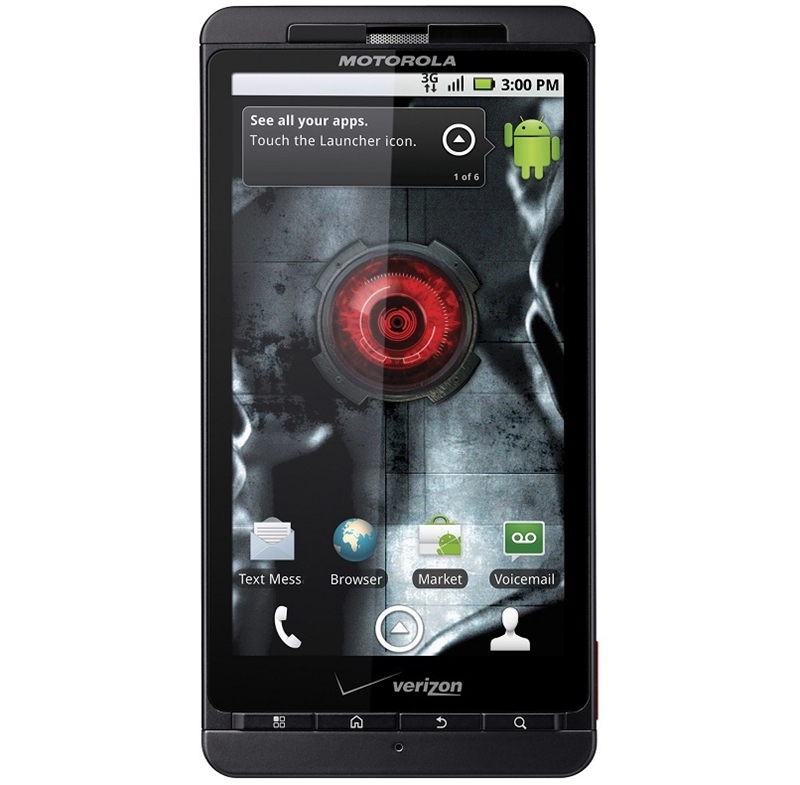 MOTOROLA
3G 3:00 PM
See all your apps.
Touch the Launcher icon.
1 of 6
Text Mess
Browser
Market
Voicemail
verizon